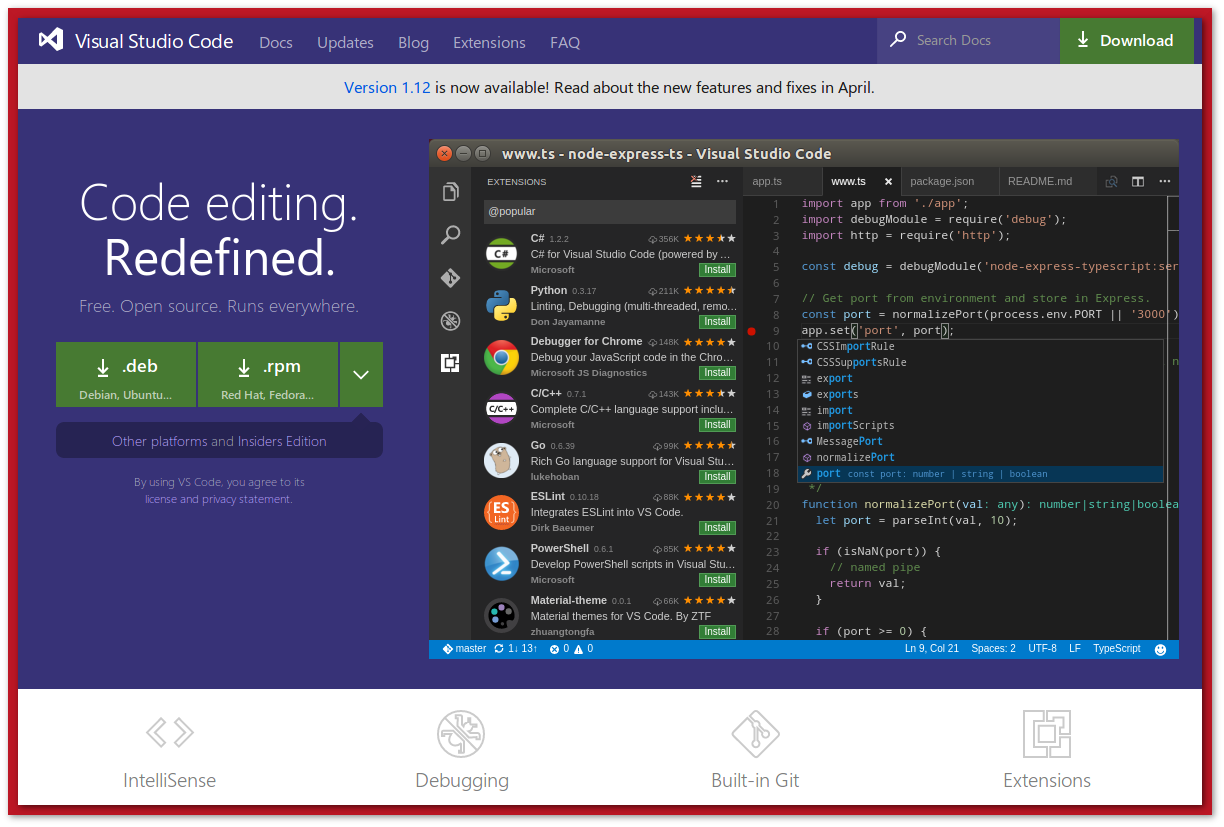 Visual Studio Code Docs Updates Blog Extensions FAQ Search Docs Download
Version 1.12 is now available! Read about the new features and fixes in April.
Code editing.
Redefined.
Free. Open source. Runs everywhere.
.deb
Debian, Ubuntu...
.rpm
Red Hat, Fedora...
Other platforms and Insiders Edition
By using VS Code, you agree to its
license and privacy statement.
www.ts - node-express-ts - Visual Studio Code
EXTENSIONS
@popular
C# 1.2.2 356K
C# for Visual Studio Code (powered by ...
Microsoft Install
Python 0.3.17 211K
Linting, Debugging (multi-threaded, remo...
Don Jayamanne Install
Debugger for Chrome 148K
Debug your JavaScript code in the Chro...
Microsoft JS Diagnostics Install
C/C++ 0.7.1 143K
C/C++
Complete C/C++ language support inclu...
Microsoft Install
Go 0.6.39 99K
Rich Go language support for Visual Stu...
lukehoban Install
ESLint 0.10.18 88K
ES
Lint
Integrates ESLint into VS Code.
Dirk Baeumer Install
PowerShell 0.6.1 85K
Develop PowerShell scripts in Visual Stu...
Microsoft Install
Material-theme 0.0.1 66K
Material themes for VS Code. By ZTF
zhuangtongfa Install
app.ts www.ts package.json README.md
1 import app from './app';
2 import debugModule = require('debug');
3 import http = require('http');
4
5 const debug = debugModule('node-express-typescript:ser
6
7 // Get port from environment and store in Express.
8 const port = normalizePort(process.env.PORT || '3000')
9 app.set('port', port);
10 CSSImportRule
11 CSSSupportsRule n
12 export
13 exports
14 import
15 importScripts
16 MessagePort
17 normalizePort
18 port const port: number | string | boolean
19 */
20 function normalizePort(val: any): number|string|boolea
21 let port = parseInt(val, 10);
22
23 if (isNaN(port)) {
24 // named pipe
25 return val;
26 }
27
28 if (port >= 0) {
master 1↓ 13↑ 0 0 Ln 9, Col 21 Spaces: 2 UTF-8 LF TypeScript
IntelliSense Debugging Built-in Git Extensions